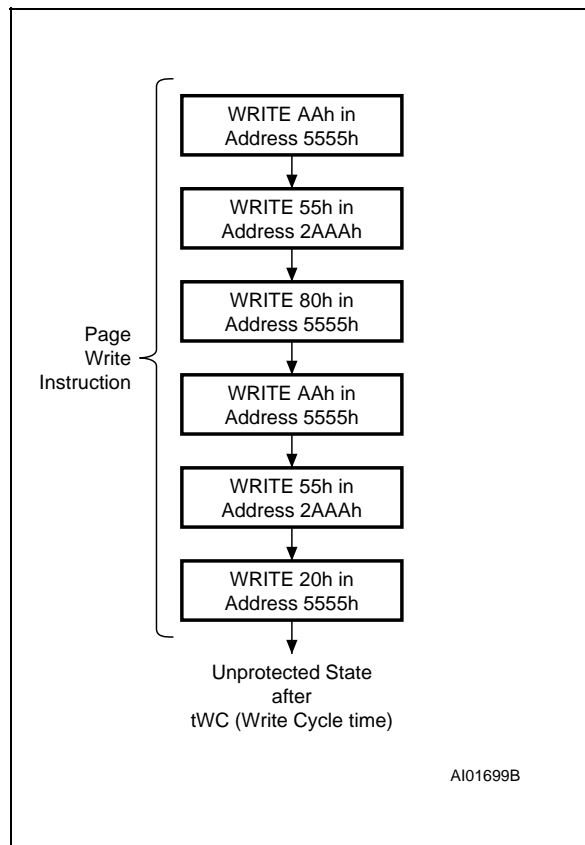 WRITE AAh in
Address 5555h
WRITE 55h in
Address 2AAAh
WRITE 80h in
Address 5555h
Page
Write
Instruction
WRITE AAh in
Address 5555h
WRITE 55h in
Address 2AAAh
WRITE 20h in
Address 5555h
Unprotected State
after
tWC (Write Cycle time)
AI01699B